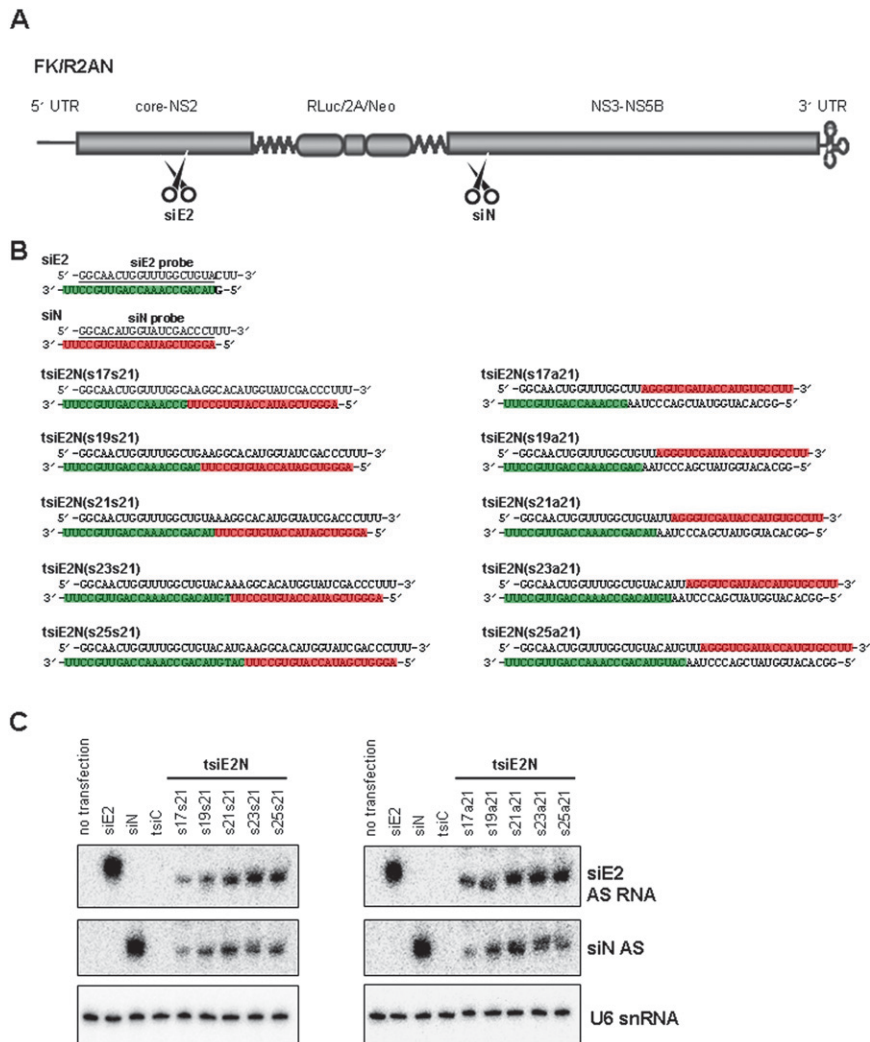 A
FK/R2AN
5′ UTR core-NS2 RLuc/2A/Neo NS3-NS5B 3′ UTR
siE2 siN
B
siE2 siE2 probe
5′ -GGCAACUGGUUUGGCUGUACUU-3′
3′ -UUCCGUUGACCAAACCGACAUG-5′
siN siN probe
5′ -GGCACAUGGUAUCGACCCUUU-3′
3′ -UUCCGUGUACCAUAGCUGGGA-5′
tsiE2N(s17s21)
5′ -GGCAACUGGUUUGGCAAGGCACAUGGUAUCGACCCUUU-3′
3′ -UUCCGUUGACCAAACCGUUCCGUGUACCAUAGCUGGGA-5′
tsiE2N(s19s21)
5′ -GGCAACUGGUUUGGCUGAAGGCACAUGGUAUCGACCCUUU-3′
3′ -UUCCGUUGACCAAACCGACUUCCGUGUACCAUAGCUGGGA-5′
tsiE2N(s21s21)
5′ -GGCAACUGGUUUGGCUGUAAAGGCACAUGGUAUCGACCCUUU-3′
3′ -UUCCGUUGACCAAACCGACAUUUCCGUGUACCAUAGCUGGGA-5′
tsiE2N(s23s21)
5′ -GGCAACUGGUUUGGCUGUACAAAGGCACAUGGUAUCGACCCUUU-3′
3′ -UUCCGUUGACCAAACCGACAUGTUUCCGUGUACCAUAGCUGGGA-5′
tsiE2N(s25s21)
5′ -GGCAACUGGUUUGGCUGUACAUGAAGGCACAUGGUAUCGACCCUUU-3′
3′ -UUCCGUUGACCAAACCGACAUGTACUUCCGUGUACCAUAGCUGGGA-5′
tsiE2N(s17a21)
5′ -GGCAACUGGUUUGGCUUAGGGUCGAUACCAUGUGCCUU-3′
3′ -UUCCGUUGACCAAACCGAAUCCCAGCUAUGGUACACGG-5′
tsiE2N(s19a21)
5′ -GGCAACUGGUUUGGCUGUUAGGGUCGAUACCAUGUGCCUU-3′
3′ -UUCCGUUGACCAAACCGACAAUCCCAGCUAUGGUACACGG-5′
tsiE2N(s21a21)
5′ -GGCAACUGGUUUGGCUGUAUUAGGGUCGAUACCAUGUGCCUU-3′
3′ -UUCCGUUGACCAAACCGACAUAAUCCCAGCUAUGGUACACGG-5′
tsiE2N(s23a21)
5′ -GGCAACUGGUUUGGCUGUACAUUAGGGUCGAUACCAUGUGCCUU-3′
3′ -UUCCGUUGACCAAACCGACAUGUAAUCCCAGCUAUGGUACACGG-5′
tsiE2N(s25a21)
5′ -GGCAACUGGUUUGGCUGUACAUGUUAGGGUCGAUACCAUGUGCCUU-3′
3′ -UUCCGUUGACCAAACCGACAUGUACAAUCCCAGCUAUGGUACACGG-5′
C
tsiE2N
no transfection siE2 siN tsiC s17s21 s19s21 s21s21 s23s21 s25s21
tsiE2N
no transfection siE2 siN tsiC s17a21 s19a21 s21a21 s23a21 s25a21
siE2
AS RNA
siN AS
U6 snRNA